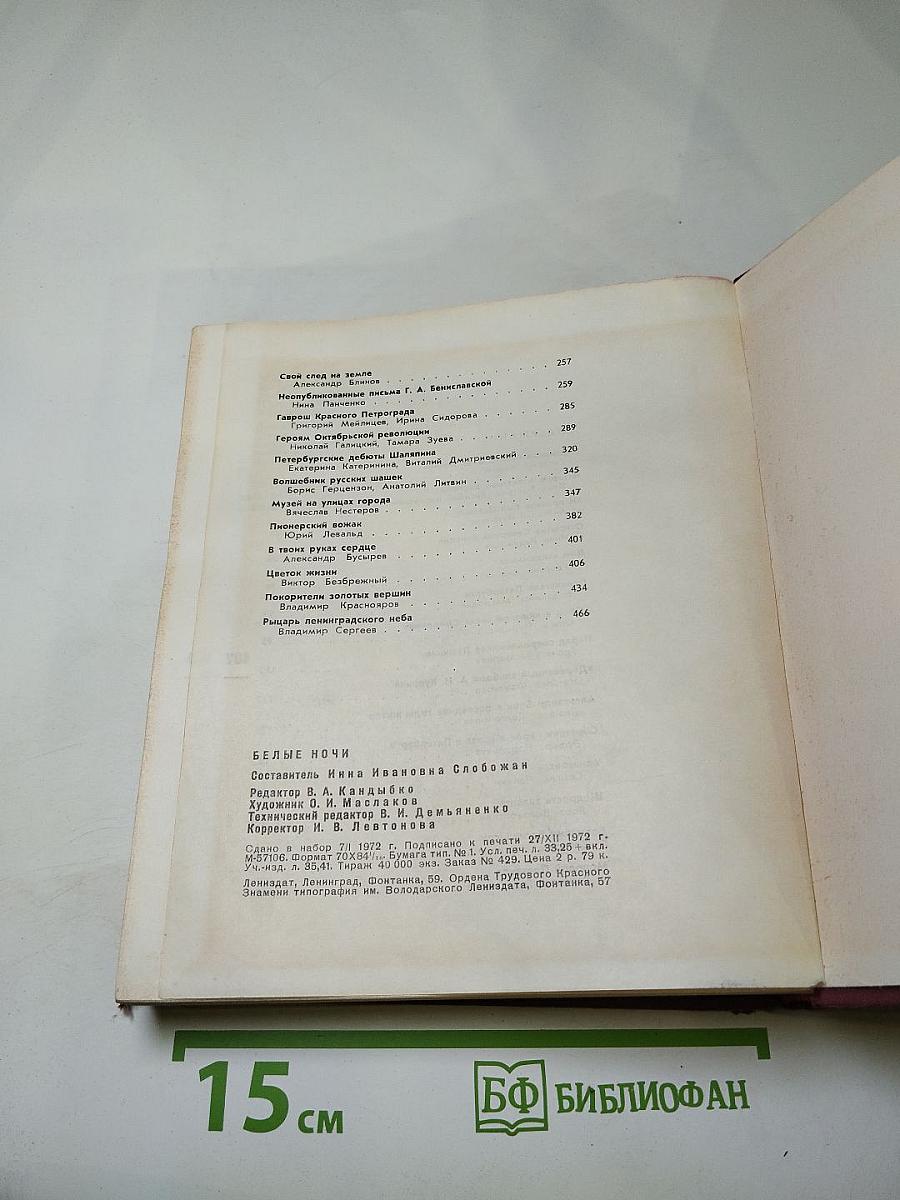 Свой след на земле
Александр Блинов . . . . . . . . . . . . . . . . 257
Неопубликованные письма Г. А. Бениславской
Нина Панченко . . . . . . . . . . . . . . . . 259
Гаврош Красного Петрограда
Григорий Мейлицев, Ирина Сидорова . . . . . . . 285
Героям Октябрьской революции
Николай Галицкий, Тамара Зуева . . . . . . . . . 289
Петербургские дебюты Шаляпина
Екатерина Катеринина, Виталий Дмитриевский . . . 320
Волшебник русских шашек
Борис Герцензон, Анатолий Литвин . . . . . . . . 345
Музей на улицах города
Вячеслав Нестеров . . . . . . . . . . . . . . . 347
Пионерский вожак
Юрий Левальд . . . . . . . . . . . . . . . . . 382
В твоих руках сердце
Александр Бусырев . . . . . . . . . . . . . . . 401
Цветок жизни
Виктор Безбрежный . . . . . . . . . . . . . . . 406
Покорители золотых вершин
Владимир Краснояров . . . . . . . . . . . . . . 434
Рыцарь ленинградского неба
Владимир Сергеев . . . . . . . . . . . . . . . . 466
БЕЛЫЕ НОЧИ
Составитель Инна Ивановна Слобожан
Редактор В. А. Кандыбко
Художник О. И. Маслаков
Технический редактор В. И. Демьяненко
Корректор И. В. Левтонова
Сдано в набор 7/I 1972 г. Подписано к печати 27/XII 1972 г.
М-57106. Формат 70Х84 Бумага тип. № 1. Усл. печ. л. 33,25 + вкл.
Уч.-изд. л. 35,41. Тираж 40 000 экз. Заказ № 429. Цена 2 р. 79 к.
Лениздат, Ленинград, Фонтанка, 59. Ордена Трудового Красного
Знамени типография им. Володарского Лениздата, Фонтанка, 57
15 см
БФ БИБЛИОФАН